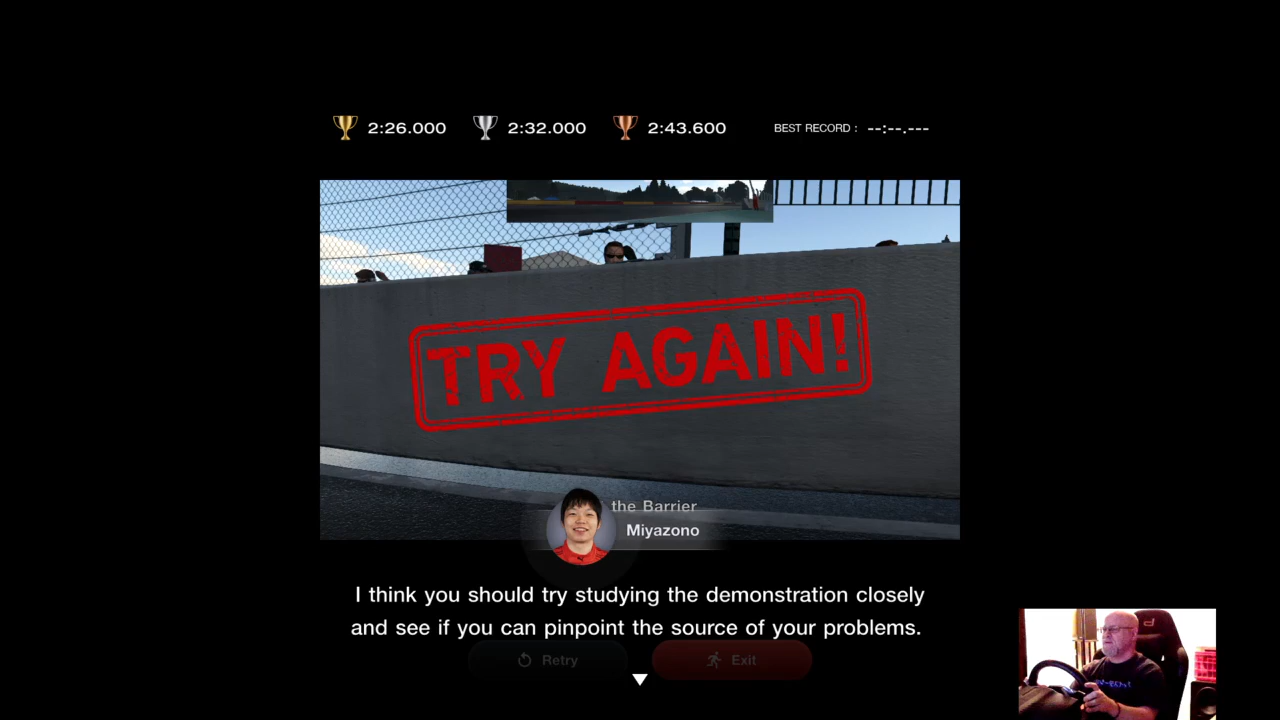 2:26.000 2:32.000 2:43.600 BEST RECORD : --:--.---
TRY AGAIN!
the Barrier
Miyazono
I think you should try studying the demonstration closely
and see if you can pinpoint the source of your problems.
Retry Exit